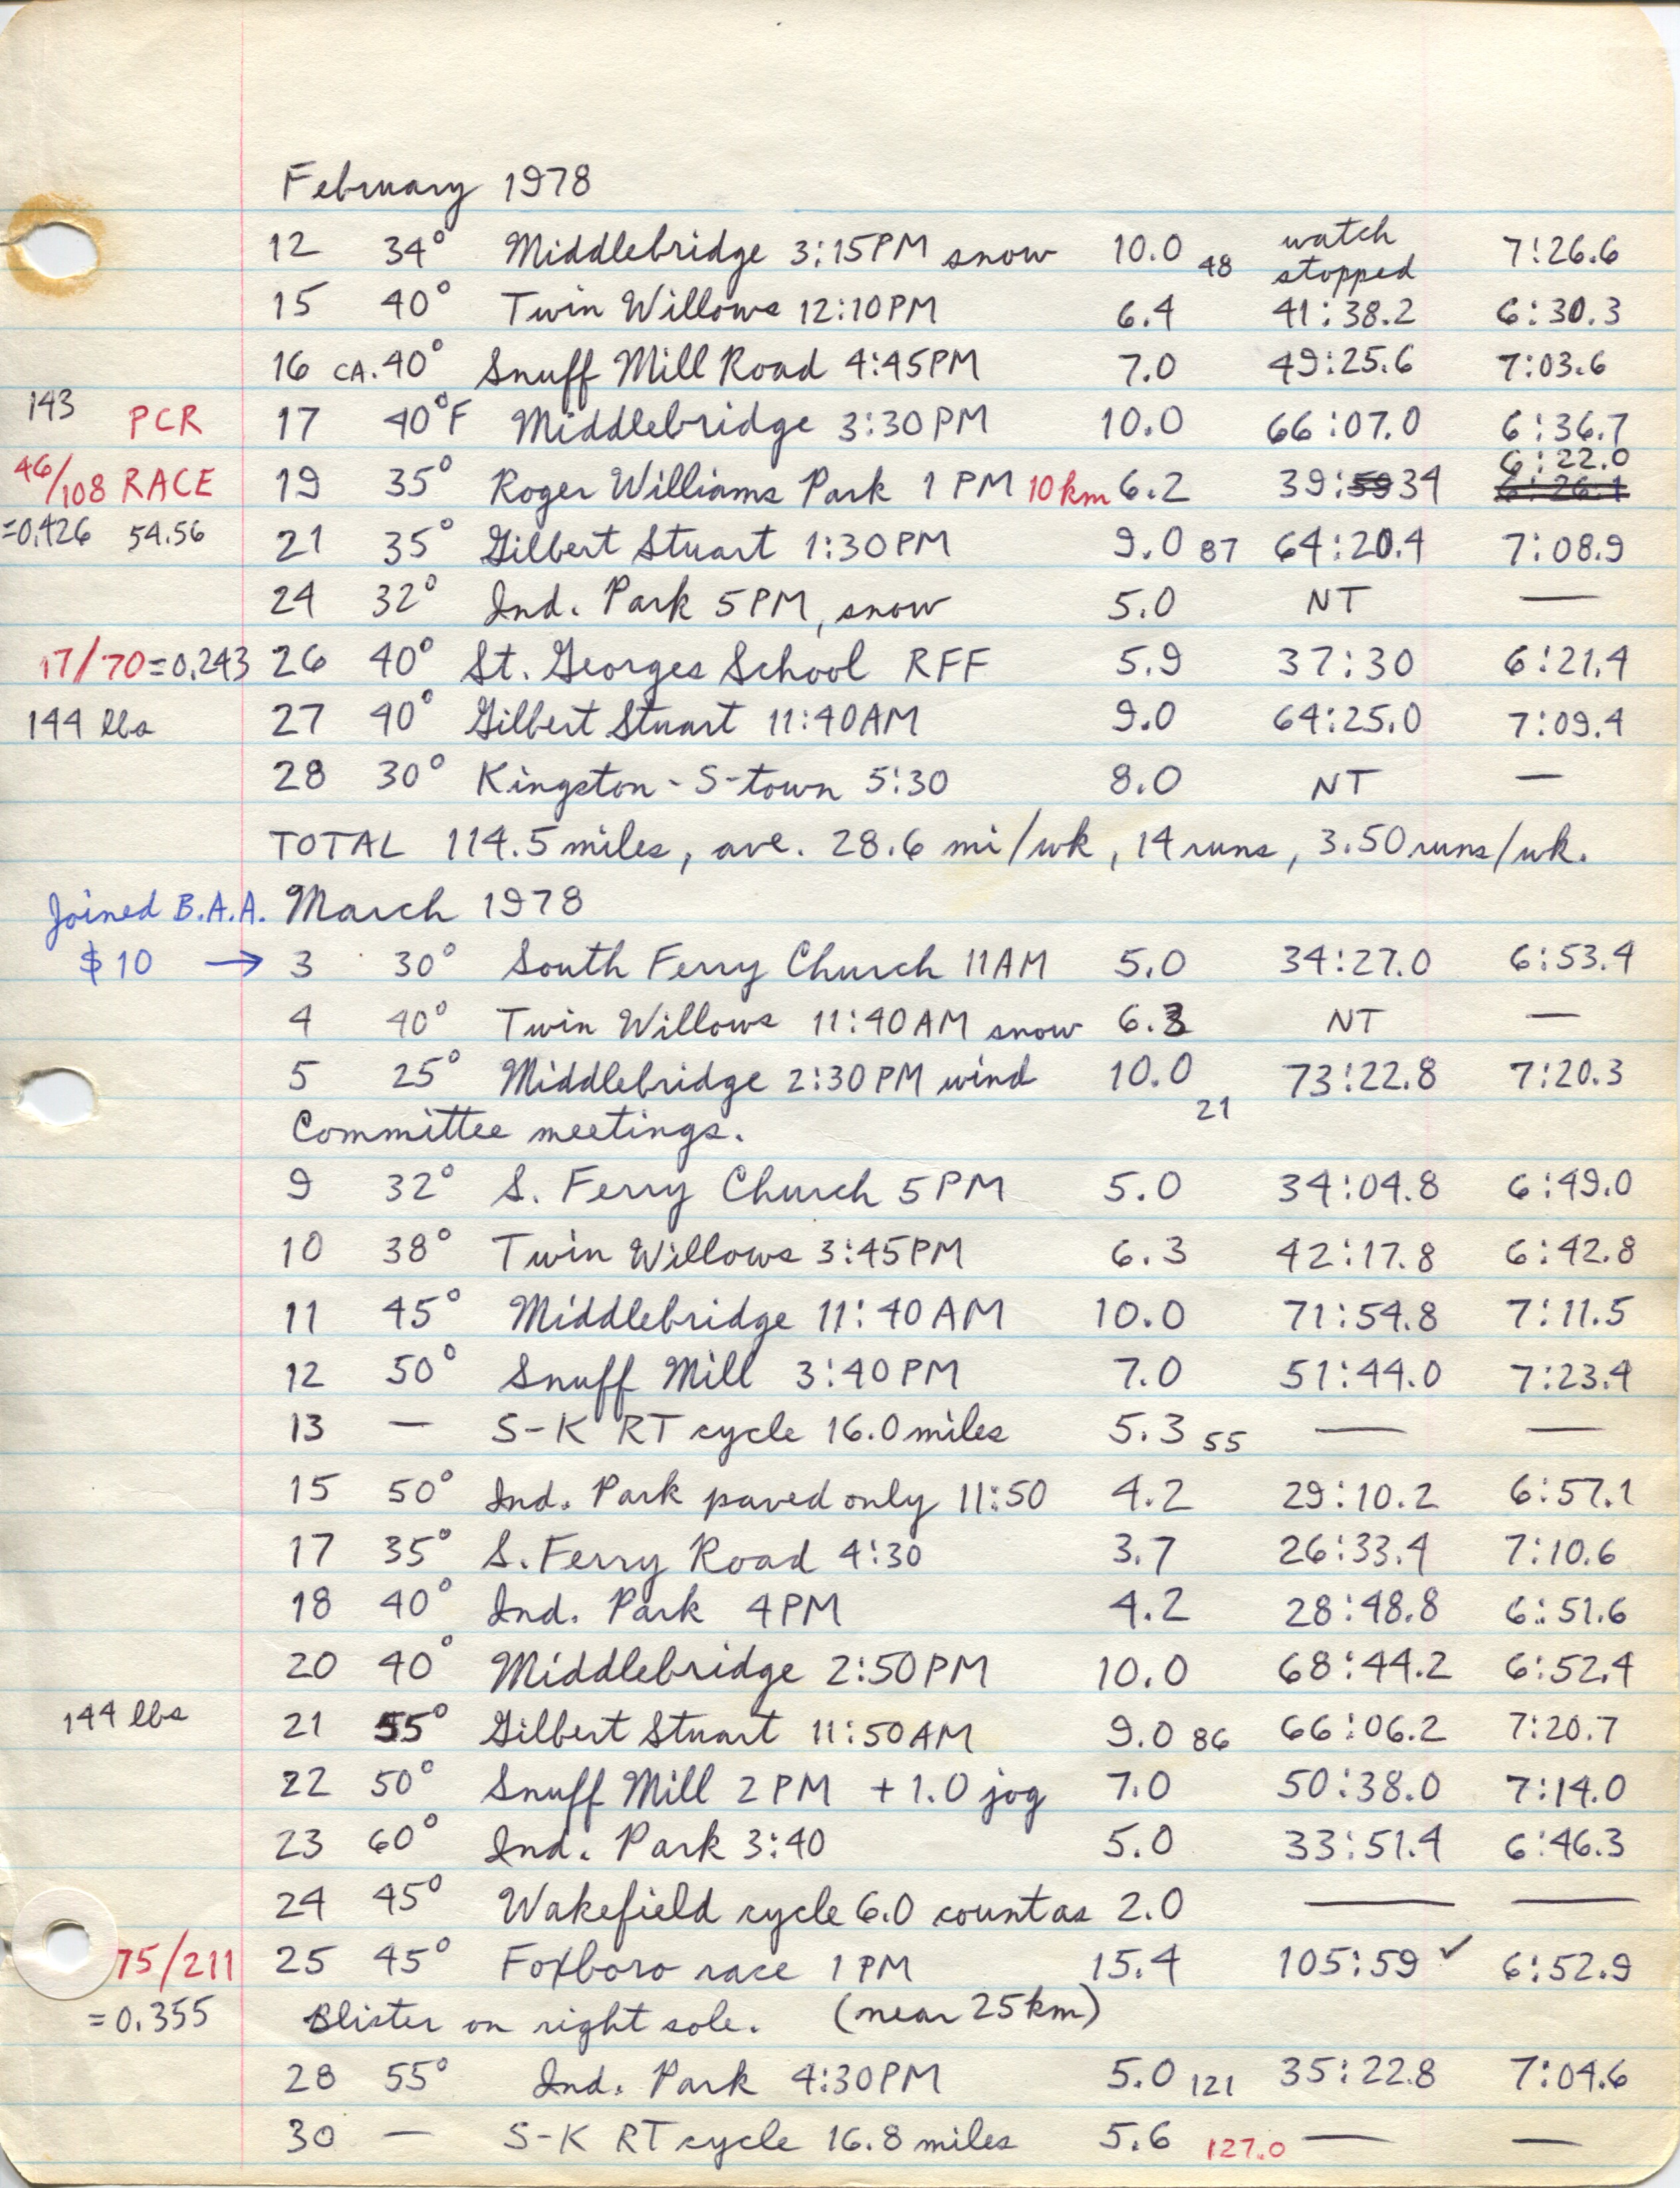 February 1978
12 34° Middlebridge 3:15PM snow 10.0 48 watch stopped 7:26.6
15 40° Twin Willows 12:10PM 6.4 41:38.2 6:30.3
16 CA. 40° Snuff Mill Road 4:45PM 7.0 49:25.6 7:03.6
143 PCR 17 40°F Middlebridge 3:30PM 10.0 66:07.0 6:36.7
46/108 RACE 19 35° Roger Williams Park 1 PM 10km 6.2 39:59 34 6:22.0 6:26.1
=0.426 54.56 21 35° Gilbert Stuart 1:30PM 9.0 87 64:20.4 7:08.9
24 32° Ind. Park 5PM, snow 5.0 NT —
17/70=0.243 26 40° St. Georges School RFF 5.9 37:30 6:21.4
144 lbs 27 40° Gilbert Stuart 11:40AM 9.0 64:25.0 7:09.4
28 30° Kingston-S-town 5:30 8.0 NT —
TOTAL 114.5 miles, ave. 28.6 mi/wk, 14 runs, 3.50 runs/wk.
Joined B.A.A. March 1978
$10 → 3 30° South Ferry Church 11AM 5.0 34:27.0 6:53.4
4 40° Twin Willows 11:40AM snow 6.3 NT —
5 25° Middlebridge 2:30PM wind 10.0 21 73:22.8 7:20.3
Committee meetings.
9 32° S. Ferry Church 5PM 5.0 34:04.8 6:49.0
10 38° Twin Willows 3:45PM 6.3 42:17.8 6:42.8
11 45° Middlebridge 11:40AM 10.0 71:54.8 7:11.5
12 50° Snuff Mill 3:40PM 7.0 51:44.0 7:23.4
13 — S-K RT cycle 16.0 miles 5.3 55 — —
15 50° Ind. Park paved only 11:50 4.2 29:10.2 6:57.1
17 35° S. Ferry Road 4:30 3.7 26:33.4 7:10.6
18 40° Ind. Park 4PM 4.2 28:48.8 6:51.6
20 40° Middlebridge 2:50PM 10.0 68:44.2 6:52.4
144 lbs 21 55° Gilbert Stuart 11:50AM 9.0 86 66:06.2 7:20.7
22 50° Snuff Mill 2PM +1.0 jog 7.0 50:38.0 7:14.0
23 60° Ind. Park 3:40 5.0 33:51.4 6:46.3
24 45° Wakefield cycle 6.0 count as 2.0 — —
75/211 25 45° Foxboro race 1PM 15.4 105:59 ✓ 6:52.9
=0.355 Blister on right sole. (near 25km)
28 55° Ind. Park 4:30PM 5.0 121 35:22.8 7:04.6
30 — S-K RT cycle 16.8 miles 5.6 127.0 — —